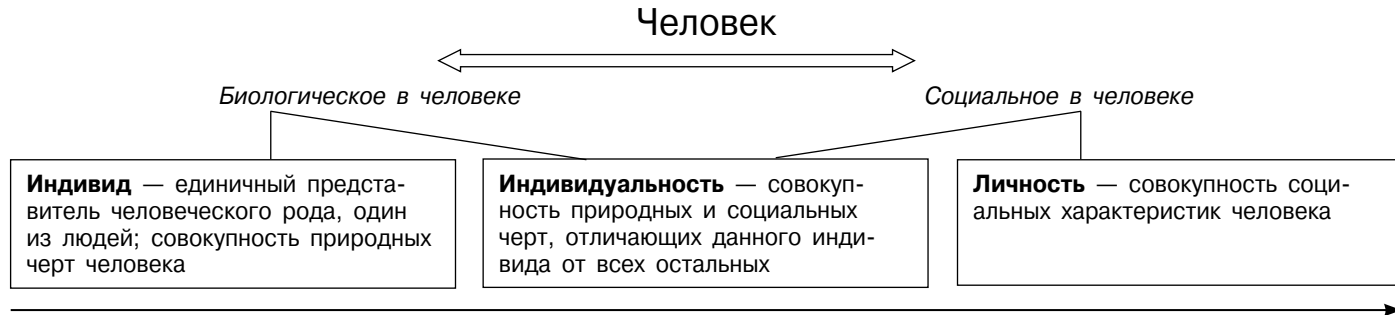 Человек
Биологическое в человеке
Социальное в человеке
Индивид — единичный предста-
витель человеческого рода, один
из людей; совокупность природных
черт человека
Индивидуальность — совокуп-
ность природных и социальных
черт, отличающих данного инди-
вида от всех остальных
Личность — совокупность соци-
альных характеристик человека